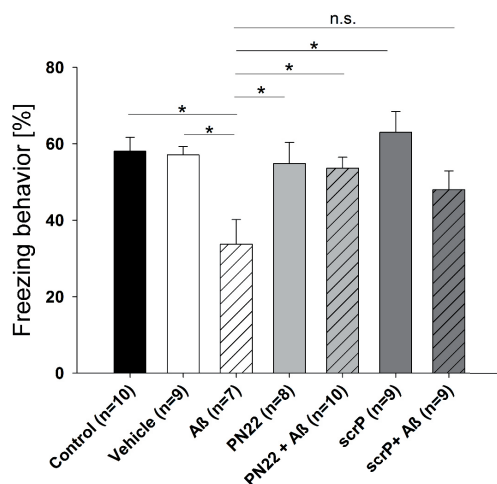 n.s.
*
*
*
*
*
Freezing behavior [%]
80
60
40
20
0
Control (n=10)
Vehicle (n=9)
Aß (n=7)
PN22 (n=8)
PN22 + Aß (n=10)
scrP (n=9)
scrP+ Aß (n=9)